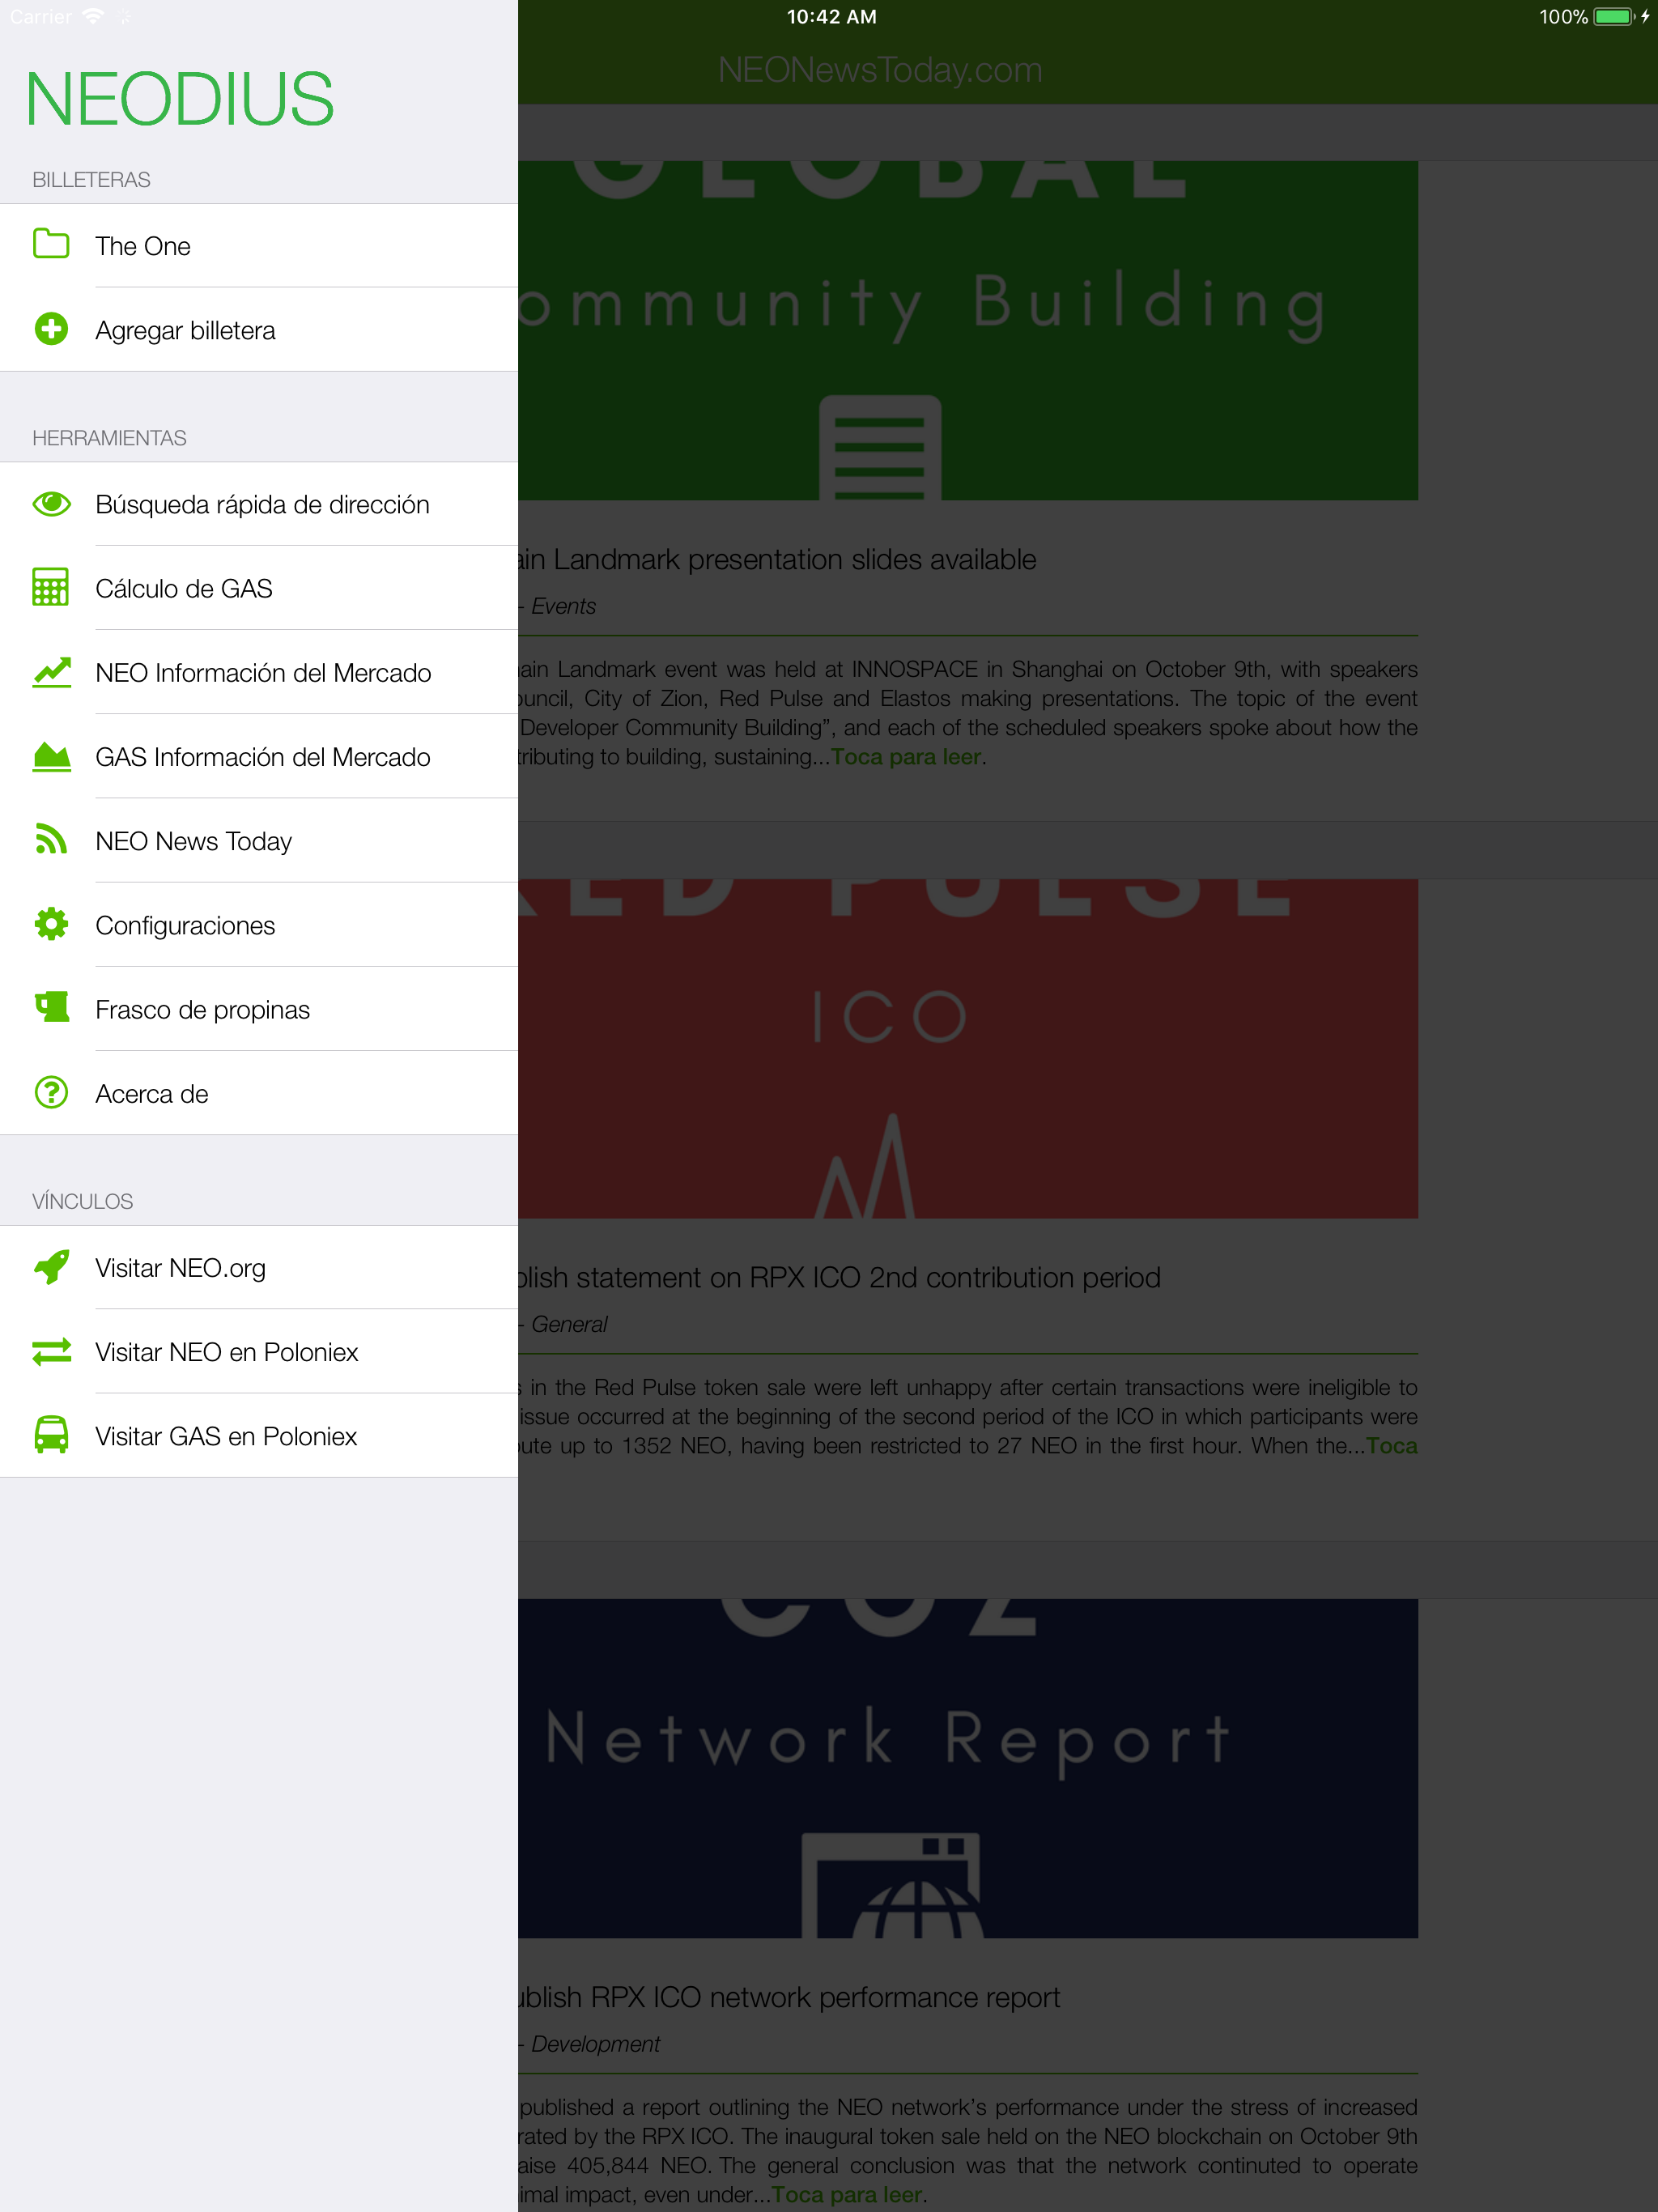 Carrier
10:42 AM
100%
NEODIUS
BILLETERAS
The One
Agregar billetera
HERRAMIENTAS
Búsqueda rápida de dirección
Cálculo de GAS
NEO Información del Mercado
GAS Información del Mercado
NEO News Today
Configuraciones
Frasco de propinas
Acerca de
VÍNCULOS
Visitar NEO.org
Visitar NEO en Poloniex
Visitar GAS en Poloniex
NEONewsToday.com
GLOBAL
ommunity Building
Landmark presentation slides available
- Events
Landmark event was held at INNOSPACE in Shanghai on October 9th, with speakers
City of Zion, Red Pulse and Elastos making presentations. The topic of the event
Developer Community Building”, and each of the scheduled speakers spoke about how the
to building, sustaining...Toca para leer.
RED PULSE
ICO
statement on RPX ICO 2nd contribution period
- General
in the Red Pulse token sale were left unhappy after certain transactions were ineligible to
issue occurred at the beginning of the second period of the ICO in which participants were
up to 1352 NEO, having been restricted to 27 NEO in the first hour. When the...Toca
COZ
Network Report
RPX ICO network performance report
- Development
published a report outlining the NEO network’s performance under the stress of increased
by the RPX ICO. The inaugural token sale held on the NEO blockchain on October 9th
405,844 NEO. The general conclusion was that the network continuted to operate
impact, even under...Toca para leer.